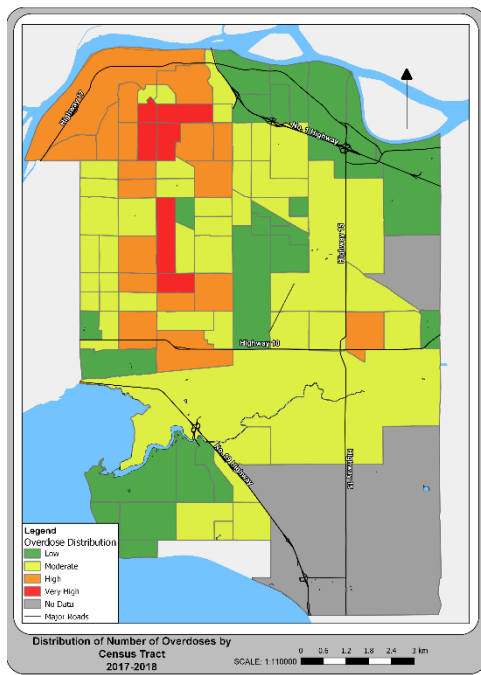 Highway 17
No. 1 Highway
Highway 15
Highway 10
No. 99 Highway
Highway 15
Legend
Overdose Distribution
Low
Moderate
High
Very High
No Data
Major Roads
Distribution of Number of Overdoses by
Census Tract
2017-2018
SCALE: 1:110000
0 0.6 1.2 1.8 2.4 3 km